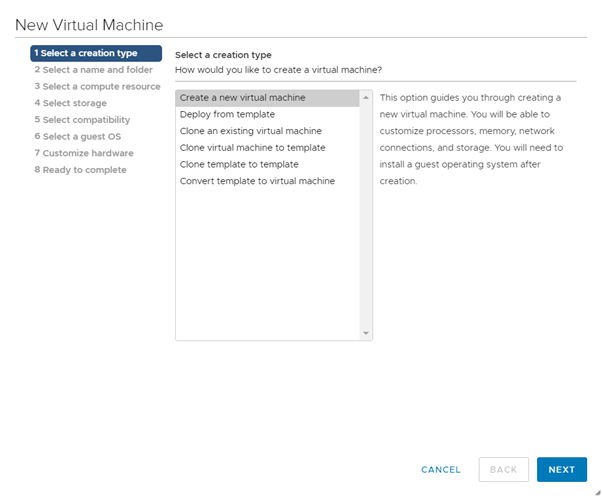 New Virtual Machine
1 Select a creation type
2 Select a name and folder
3 Select a compute resource
4 Select storage
5 Select compatibility
6 Select a guest OS
7 Customize hardware
8 Ready to complete
Select a creation type
How would you like to create a virtual machine?
Create a new virtual machine
Deploy from template
Clone an existing virtual machine
Clone virtual machine to template
Clone template to template
Convert template to virtual machine
This option guides you through creating a
new virtual machine. You will be able to
customize processors, memory, network
connections, and storage. You will need to
install a guest operating system after
creation.
CANCEL
BACK
NEXT